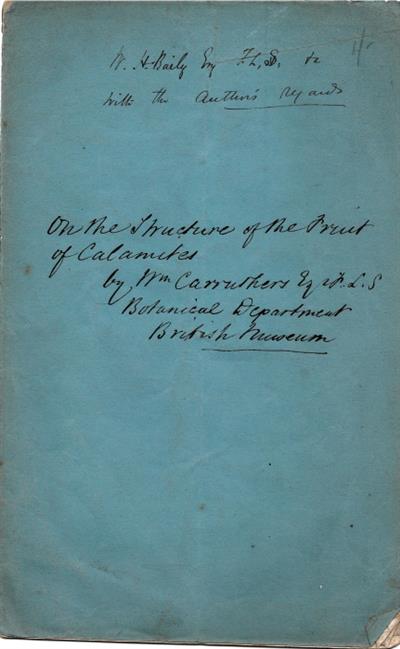 W. H. Baily Esq F.L.S. &c
with the Author's regards
On the Structure of the Fruit
of Calamites
by Wm Carruthers Esq F.L.S
Botanical Department
British Museum